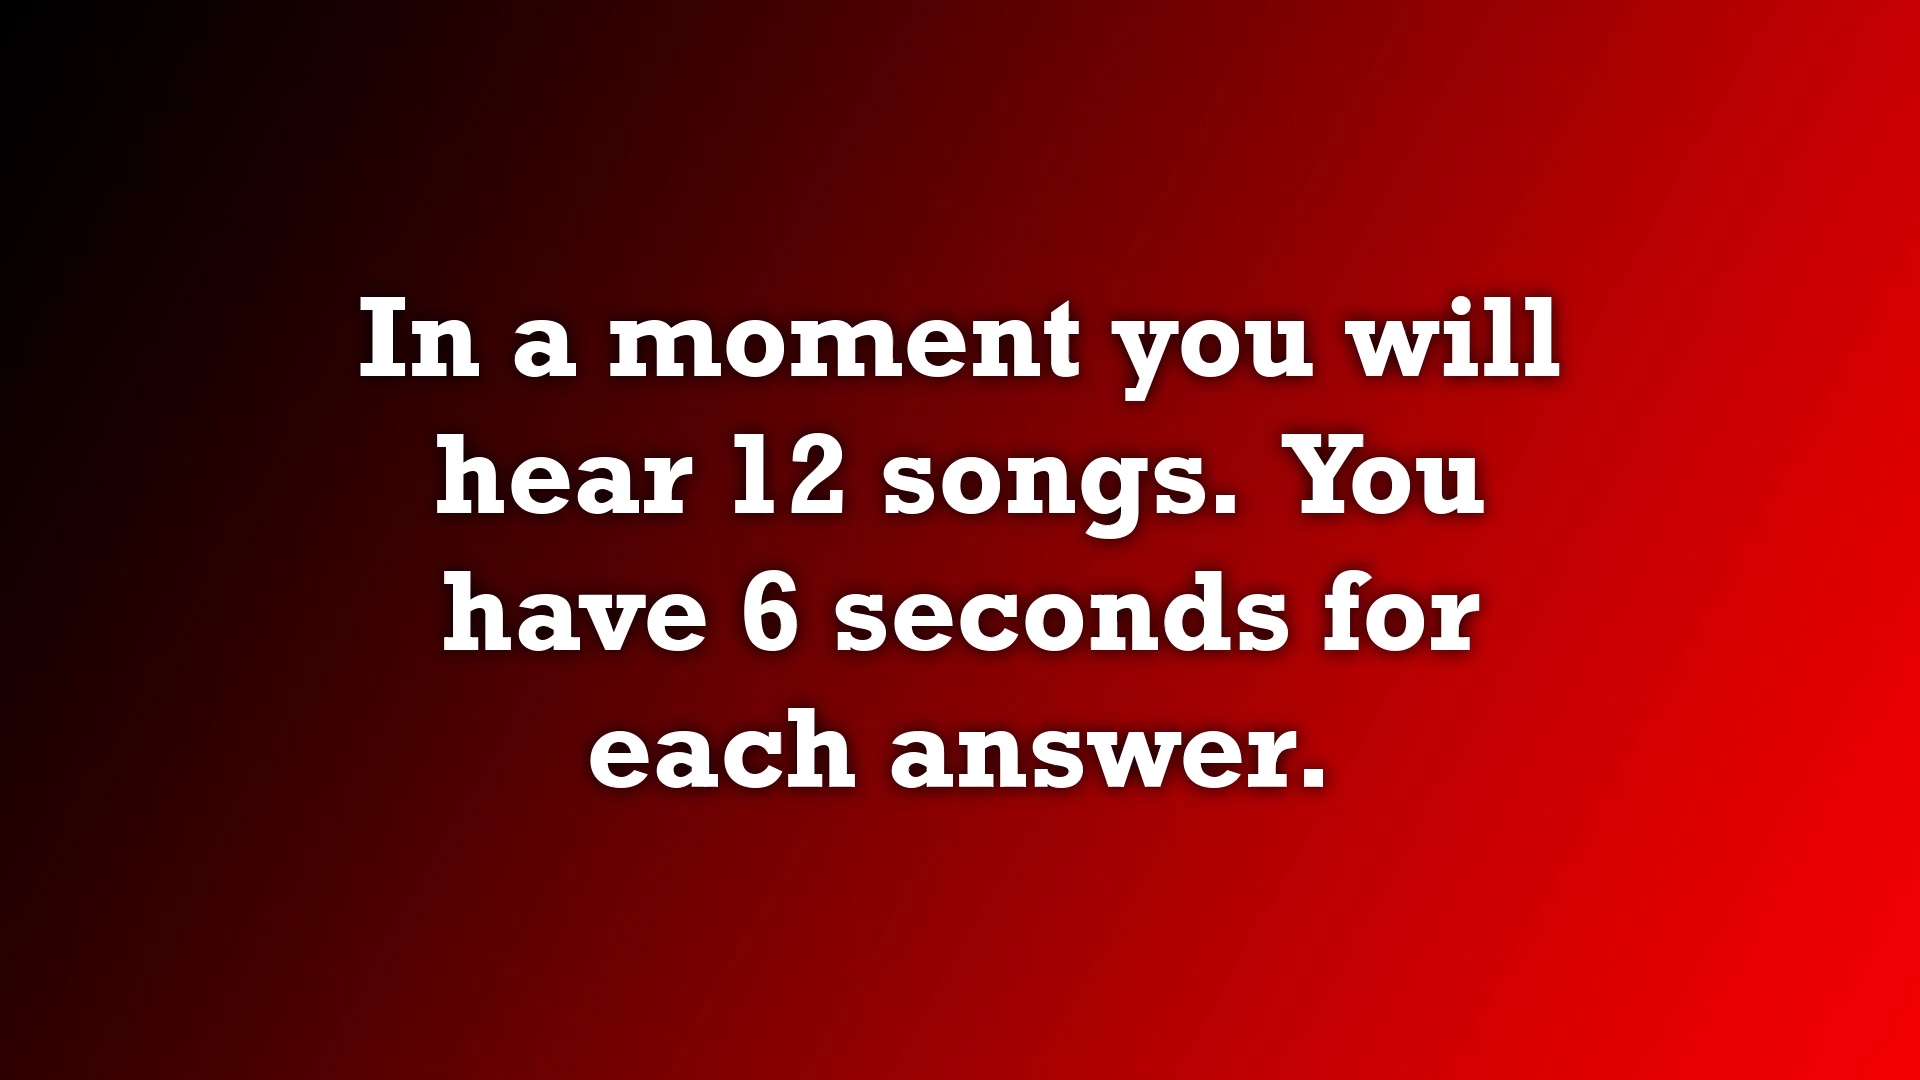 In a moment you will
hear 12 songs. You
have 6 seconds for
each answer.